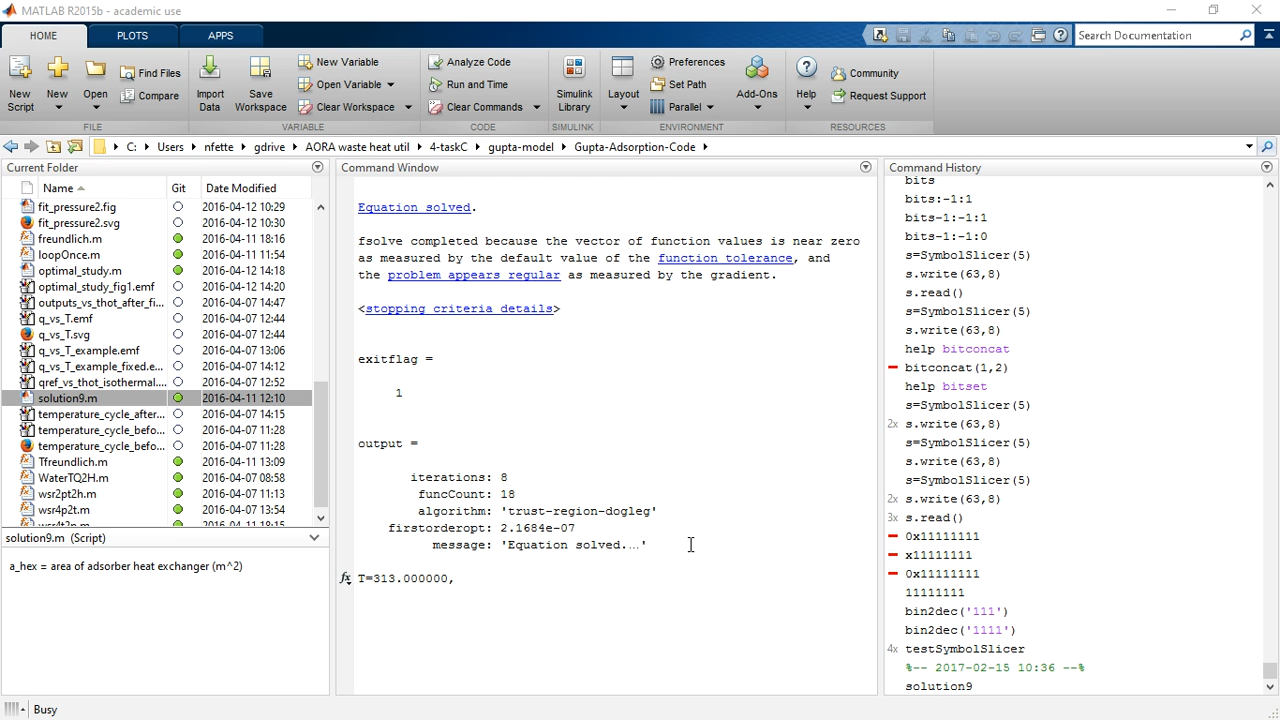 MATLAB R2015b - academic use
HOME
PLOTS
APPS
Search Documentation
New Script
New
Open
Find Files
Compare
Import Data
Save Workspace
New Variable
Open Variable
Clear Workspace
Analyze Code
Run and Time
Clear Commands
Simulink Library
Layout
Preferences
Set Path
Parallel
Add-Ons
Help
Community
Request Support
FILE
VARIABLE
CODE
SIMULINK
ENVIRONMENT
RESOURCES
C: Users nfette gdrive AORA waste heat util 4-taskC gupta-model Gupta-Adsorption-Code
Current Folder
Name Git Date Modified
fit_pressure2.fig 2016-04-12 10:29
fit_pressure2.svg 2016-04-12 10:30
freundlich.m 2016-04-11 18:16
loopOnce.m 2016-04-11 11:54
optimal_study.m 2016-04-12 14:18
optimal_study_fig1.emf 2016-04-12 14:20
outputs_vs_thot_after_fi... 2016-04-07 14:47
q_vs_T.emf 2016-04-07 12:44
q_vs_T.svg 2016-04-07 12:44
q_vs_T_example.emf 2016-04-07 13:06
q_vs_T_example_fixed.e... 2016-04-07 14:12
qref_vs_thot_isothermal.... 2016-04-07 12:52
solution9.m 2016-04-11 12:10
temperature_cycle_after... 2016-04-07 14:15
temperature_cycle_befo... 2016-04-07 11:28
temperature_cycle_befo... 2016-04-07 11:28
Tfreundlich.m 2016-04-11 13:09
WaterTQ2H.m 2016-04-07 08:58
wsr2pt2h.m 2016-04-07 11:13
wsr4p2t.m 2016-04-07 13:54
wsr4t2p.m 2016-04-11 18:15
solution9.m (Script)
a_hex = area of adsorber heat exchanger (m^2)
Command Window
Equation solved.
fsolve completed because the vector of function values is near zero
as measured by the default value of the function tolerance, and
the problem appears regular as measured by the gradient.
<stopping criteria details>
exitflag =
1
output =
iterations: 8
funcCount: 18
algorithm: 'trust-region-dogleg'
firstorderopt: 2.1684e-07
message: 'Equation solved.…'
fx T=313.000000,
Command History
bits
bits:-1:1
bits-1:-1:1
bits-1:-1:0
s=SymbolSlicer(5)
s.write(63,8)
s.read()
s=SymbolSlicer(5)
s.write(63,8)
help bitconcat
bitconcat(1,2)
help bitset
s=SymbolSlicer(5)
2x s.write(63,8)
s=SymbolSlicer(5)
s.write(63,8)
s=SymbolSlicer(5)
2x s.write(63,8)
3x s.read()
0x11111111
x11111111
0x11111111
11111111
bin2dec('111')
bin2dec('1111')
4x testSymbolSlicer
%-- 2017-02-15 10:36 --%
solution9
Busy